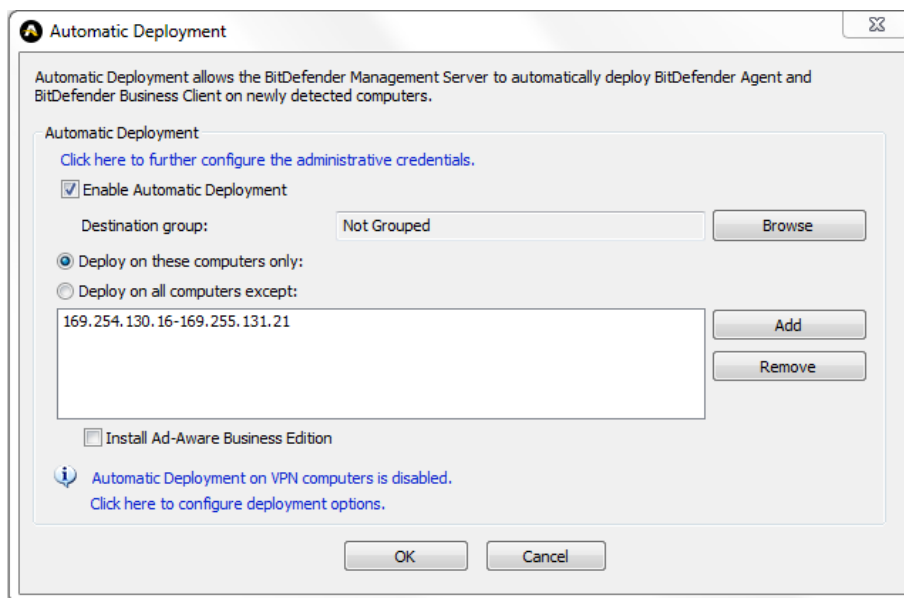 Automatic Deployment
Automatic Deployment allows the BitDefender Management Server to automatically deploy BitDefender Agent and
BitDefender Business Client on newly detected computers.
Automatic Deployment
Click here to further configure the administrative credentials.
Enable Automatic Deployment
Destination group: Not Grouped Browse
Deploy on these computers only:
Deploy on all computers except:
169.254.130.16-169.255.131.21
Add
Remove
Install Ad-Aware Business Edition
Automatic Deployment on VPN computers is disabled.
Click here to configure deployment options.
OK Cancel